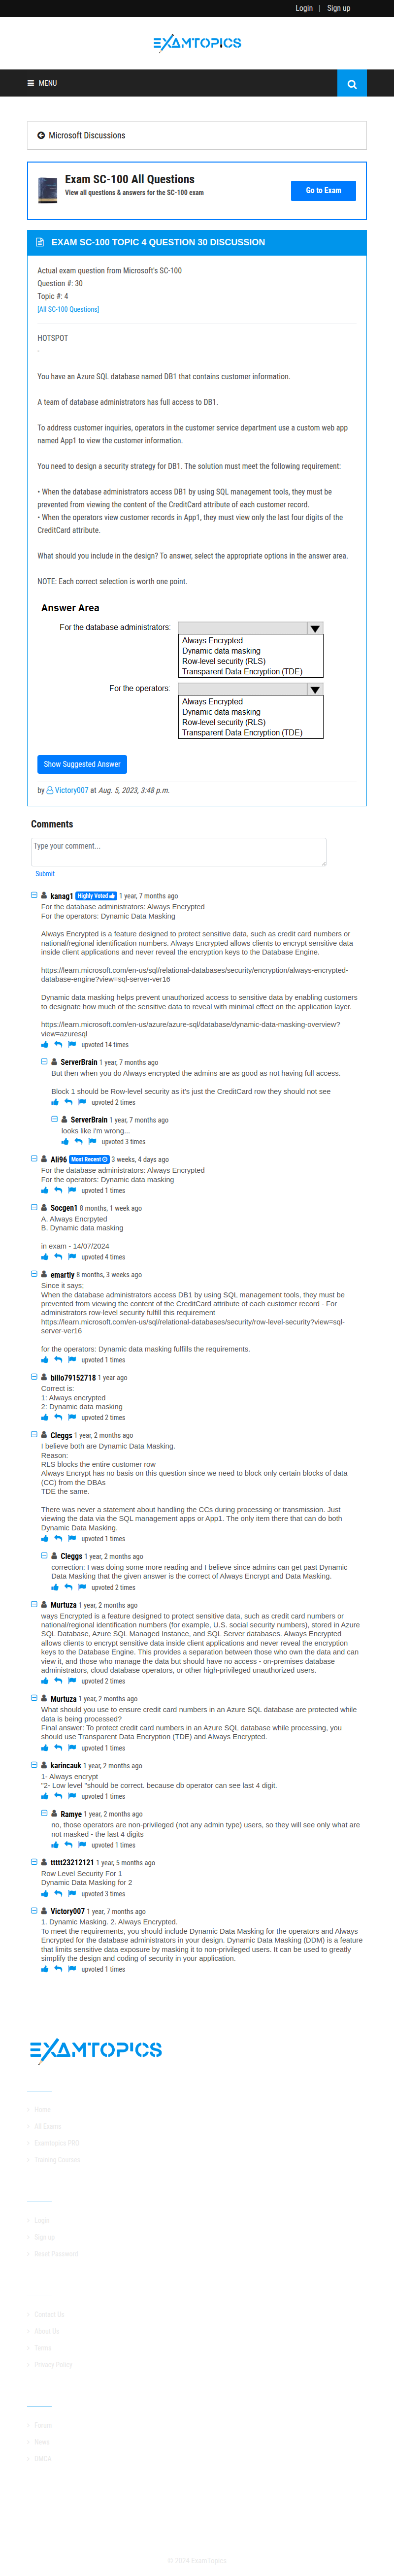 Login | Sign up
EXAMTOPICS
MENU
Microsoft Discussions
Exam SC-100 All Questions
View all questions & answers for the SC-100 exam
Go to Exam
EXAM SC-100 TOPIC 4 QUESTION 30 DISCUSSION
Actual exam question from Microsoft's SC-100
Question #: 30
Topic #: 4
[All SC-100 Questions]
HOTSPOT
-
You have an Azure SQL database named DB1 that contains customer information.
A team of database administrators has full access to DB1.
To address customer inquiries, operators in the customer service department use a custom web app
named App1 to view the customer information.
You need to design a security strategy for DB1. The solution must meet the following requirement:
• When the database administrators access DB1 by using SQL management tools, they must be
prevented from viewing the content of the CreditCard attribute of each customer record.
• When the operators view customer records in App1, they must view only the last four digits of the
CreditCard attribute.
What should you include in the design? To answer, select the appropriate options in the answer area.
NOTE: Each correct selection is worth one point.
Answer Area
For the database administrators:
Always Encrypted
Dynamic data masking
Row-level security (RLS)
Transparent Data Encryption (TDE)
For the operators:
Always Encrypted
Dynamic data masking
Row-level security (RLS)
Transparent Data Encryption (TDE)
Show Suggested Answer
by Victory007 at Aug. 5, 2023, 3:48 p.m.
Comments
Type your comment...
Submit
kanag1 Highly Voted 1 year, 7 months ago
For the database administrators: Always Encrypted
For the operators: Dynamic Data Masking
Always Encrypted is a feature designed to protect sensitive data, such as credit card numbers or
national/regional identification numbers. Always Encrypted allows clients to encrypt sensitive data
inside client applications and never reveal the encryption keys to the Database Engine.
https://learn.microsoft.com/en-us/sql/relational-databases/security/encryption/always-encrypted-
database-engine?view=sql-server-ver16
Dynamic data masking helps prevent unauthorized access to sensitive data by enabling customers
to designate how much of the sensitive data to reveal with minimal effect on the application layer.
https://learn.microsoft.com/en-us/azure/azure-sql/database/dynamic-data-masking-overview?
view=azuresql
upvoted 14 times
ServerBrain 1 year, 7 months ago
But then when you do Always encrypted the admins are as good as not having full access.
Block 1 should be Row-level security as it's just the CreditCard row they should not see
upvoted 2 times
ServerBrain 1 year, 7 months ago
looks like i'm wrong...
upvoted 3 times
Ali96 Most Recent 3 weeks, 4 days ago
For the database administrators: Always Encrypted
For the operators: Dynamic data masking
upvoted 1 times
Socgen1 8 months, 1 week ago
A. Always Encrpyted
B. Dynamic data masking
in exam - 14/07/2024
upvoted 4 times
emartiy 8 months, 3 weeks ago
Since it says;
When the database administrators access DB1 by using SQL management tools, they must be
prevented from viewing the content of the CreditCard attribute of each customer record - For
administrators row-level security fulfill this requirement
https://learn.microsoft.com/en-us/sql/relational-databases/security/row-level-security?view=sql-
server-ver16
for the operators: Dynamic data masking fulfills the requirements.
upvoted 1 times
billo79152718 1 year ago
Correct is:
1: Always encrypted
2: Dynamic data masking
upvoted 2 times
Cleggs 1 year, 2 months ago
I believe both are Dynamic Data Masking.
Reason:
RLS blocks the entire customer row
Always Encrypt has no basis on this question since we need to block only certain blocks of data
(CC) from the DBAs
TDE the same.
There was never a statement about handling the CCs during processing or transmission. Just
viewing the data via the SQL management apps or App1. The only item there that can do both
Dynamic Data Masking.
upvoted 1 times
Cleggs 1 year, 2 months ago
correction: I was doing some more reading and I believe since admins can get past Dynamic
Data Masking that the given answer is the correct of Always Encrypt and Data Masking.
upvoted 2 times
Murtuza 1 year, 2 months ago
ways Encrypted is a feature designed to protect sensitive data, such as credit card numbers or
national/regional identification numbers (for example, U.S. social security numbers), stored in Azure
SQL Database, Azure SQL Managed Instance, and SQL Server databases. Always Encrypted
allows clients to encrypt sensitive data inside client applications and never reveal the encryption
keys to the Database Engine. This provides a separation between those who own the data and can
view it, and those who manage the data but should have no access - on-premises database
administrators, cloud database operators, or other high-privileged unauthorized users.
upvoted 2 times
Murtuza 1 year, 2 months ago
What should you use to ensure credit card numbers in an Azure SQL database are protected while
data is being processed?
Final answer: To protect credit card numbers in an Azure SQL database while processing, you
should use Transparent Data Encryption (TDE) and Always Encrypted.
upvoted 1 times
karincauk 1 year, 2 months ago
1- Always encrypt
"2- Low level "should be correct. because db operator can see last 4 digit.
upvoted 1 times
Ramye 1 year, 2 months ago
no, those operators are non-privileged (not any admin type) users, so they will see only what are
not masked - the last 4 digits
upvoted 1 times
ttttt23212121 1 year, 5 months ago
Row Level Security For 1
Dynamic Data Masking for 2
upvoted 3 times
Victory007 1 year, 7 months ago
1. Dynamic Masking. 2. Always Encrypted.
To meet the requirements, you should include Dynamic Data Masking for the operators and Always
Encrypted for the database administrators in your design. Dynamic Data Masking (DDM) is a feature
that limits sensitive data exposure by masking it to non-privileged users. It can be used to greatly
simplify the design and coding of security in your application.
upvoted 1 times
EXAMTOPICS
Home
All Exams
Examtopics PRO
Training Courses
Login
Sign up
Reset Password
Contact Us
About Us
Terms
Privacy Policy
Forum
News
DMCA
© 2024 ExamTopics